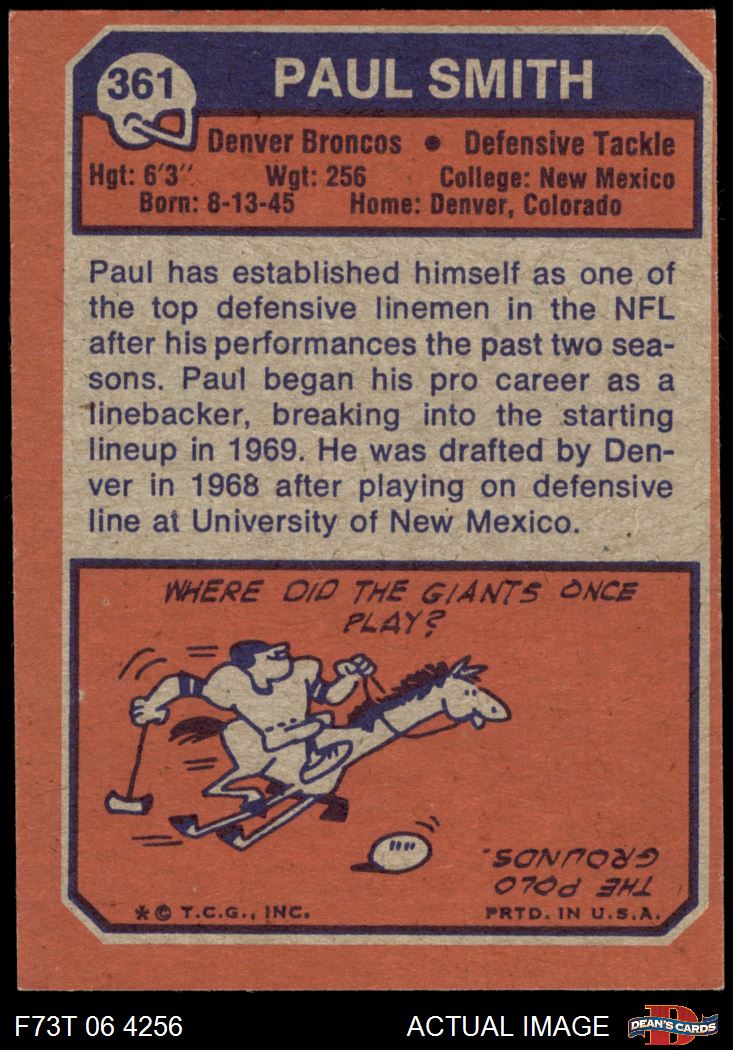 361
PAUL SMITH
Denver Broncos • Defensive Tackle
Hgt: 6'3" Wgt: 256 College: New Mexico
Born: 8-13-45 Home: Denver, Colorado
Paul has established himself as one of
the top defensive linemen in the NFL
after his performances the past two sea-
sons. Paul began his pro career as a
linebacker, breaking into the starting
lineup in 1969. He was drafted by Den-
ver in 1968 after playing on defensive
line at University of New Mexico.
WHERE DID THE GIANTS ONCE
PLAY?
THE POLO
GROUNDS.
*© T.C.G., INC. PRTD. IN U.S.A.
F73T 06 4256 ACTUAL IMAGE D DEAN'S CARDS